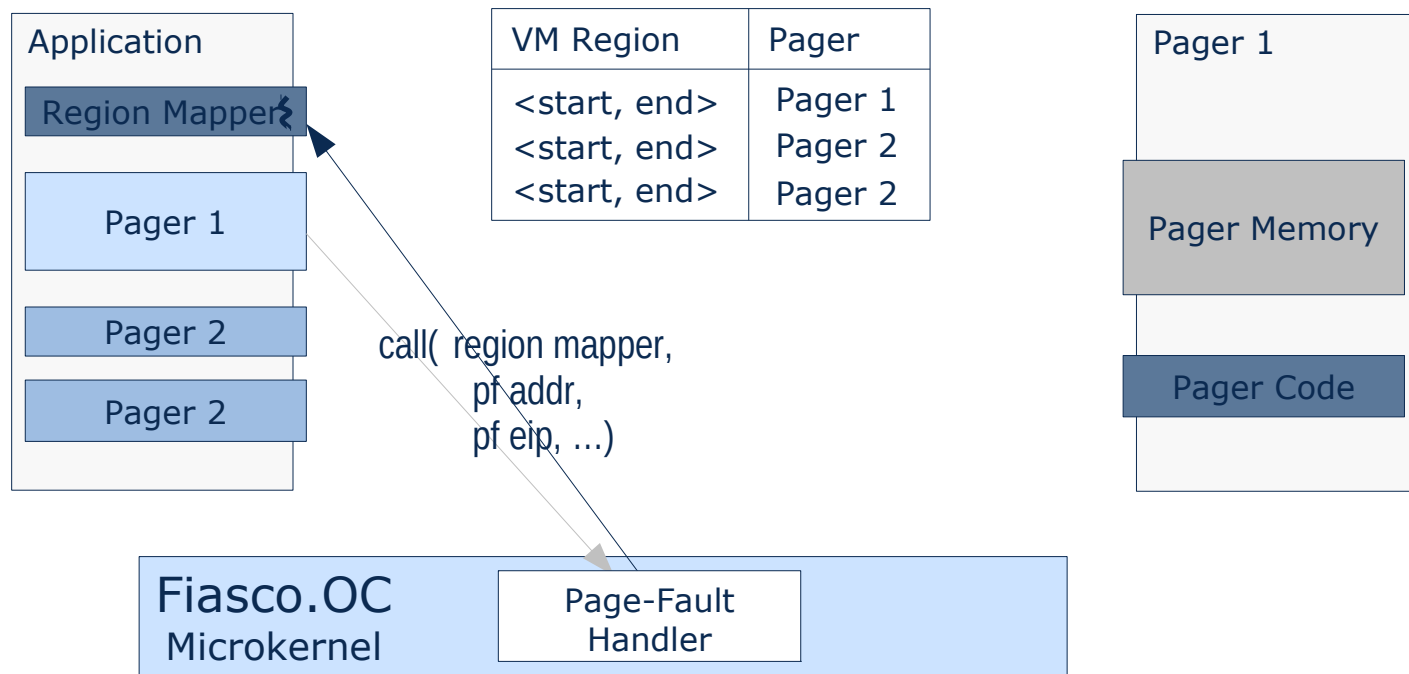 Application
Region Mapper
Pager 1
Pager 2
Pager 2
VM Region Pager
<start, end> Pager 1
<start, end> Pager 2
<start, end> Pager 2
call( region mapper,
pf addr,
pf eip, ...)
Pager 1
Pager Memory
Pager Code
Fiasco.OC
Microkernel
Page-Fault
Handler